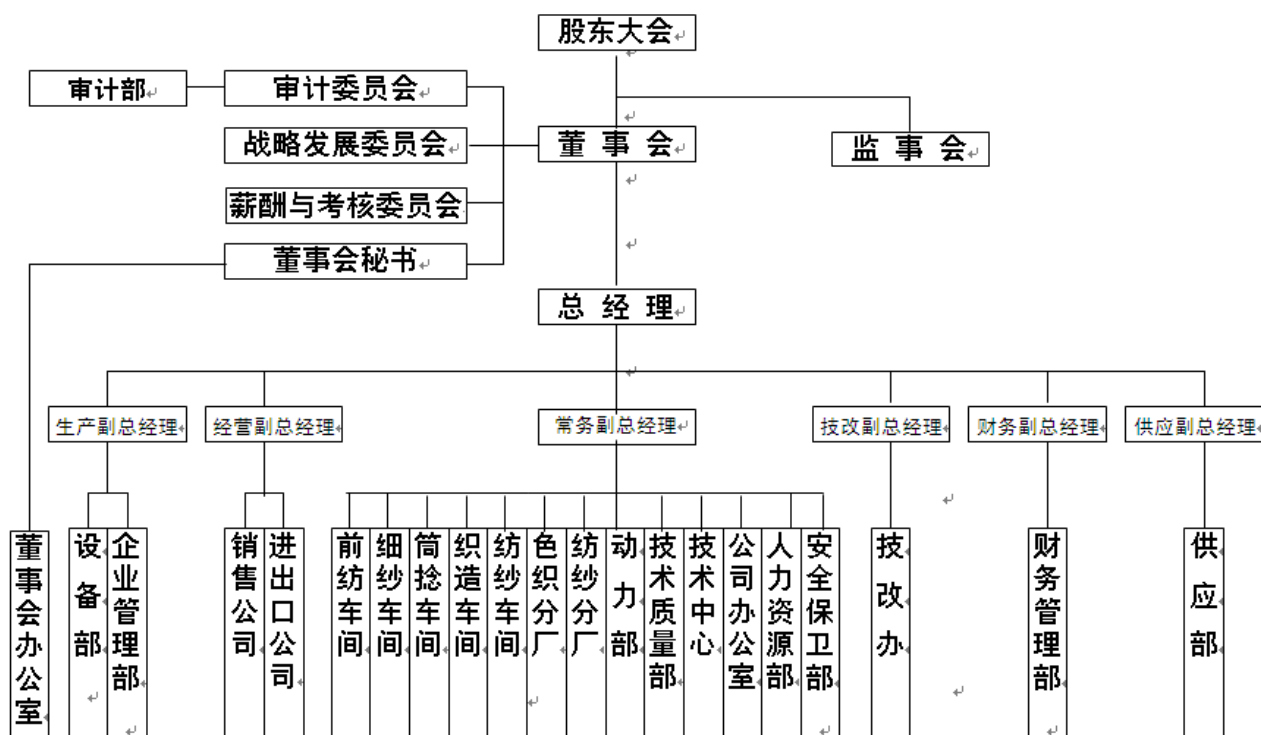 股东大会
审计部
审计委员会
战略发展委员会
董事会
监事会
薪酬与考核委员会
董事会秘书
总经理
生产副总经理
经营副总经理
常务副总经理
技改副总经理
财务副总经理
供应副总经理
董事会办公室
设备部
企业管理部
销售公司
进出口公司
前纺车间
细纱车间
筒捻车间
织造车间
纺纱车间
色织分厂
纺纱分厂
动力部
技术质量部
技术中心
公司办公室
人力资源部
安全保卫部
技改办
财务管理部
供应部